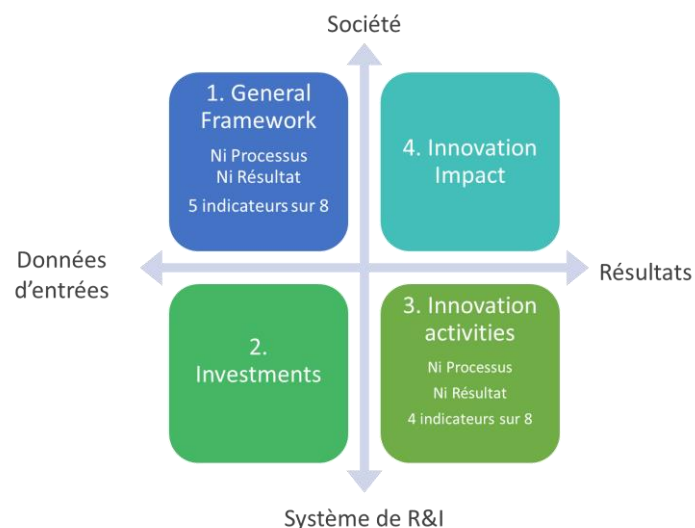 Société
1. General
Framework
Ni Processus
Ni Résultat
5 indicateurs sur 8
4. Innovation
Impact
Données
d’entrées
Résultats
2.
Investments
3. Innovation
activities
Ni Processus
Ni Résultat
4 indicateurs sur 8
Système de R&I